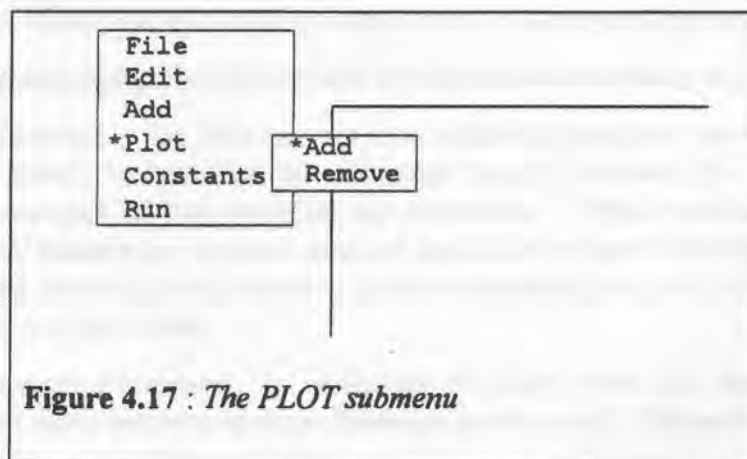 File
Edit
Add
*Plot
Constants
Run
*Add
Remove
Figure 4.17 : The PLOT submenu